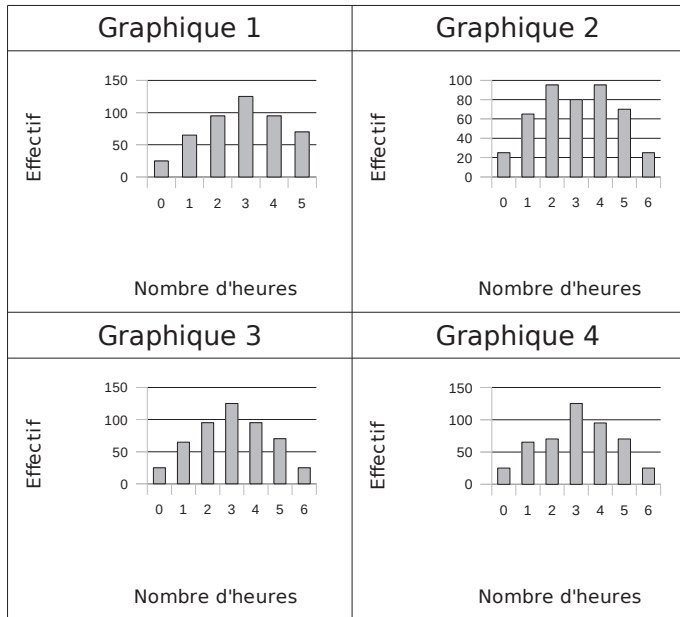 Graphique 1
Graphique 2
Effectif
150
100
50
0
0 1 2 3 4 5
Nombre d'heures
Effectif
100
80
60
40
20
0
0 1 2 3 4 5 6
Nombre d'heures
Graphique 3
Graphique 4
Effectif
150
100
50
0
0 1 2 3 4 5 6
Nombre d'heures
Effectif
150
100
50
0
0 1 2 3 4 5 6
Nombre d'heures